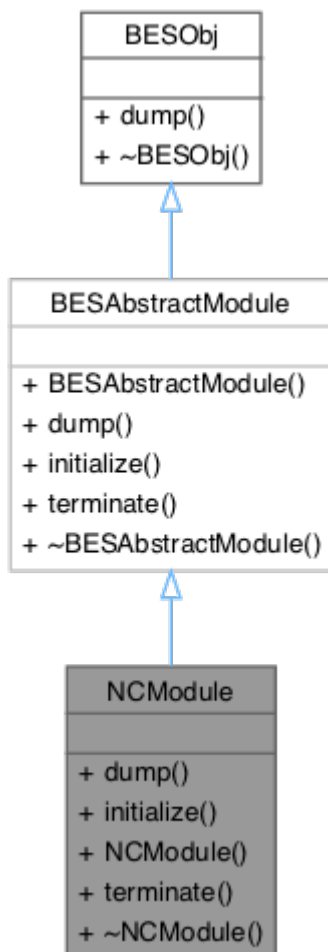 BESObj
+ dump()
+ ~BESObj()
BESAbstractModule
+ BESAbstractModule()
+ dump()
+ initialize()
+ terminate()
+ ~BESAbstractModule()
NCModule
+ dump()
+ initialize()
+ NCModule()
+ terminate()
+ ~NCModule()